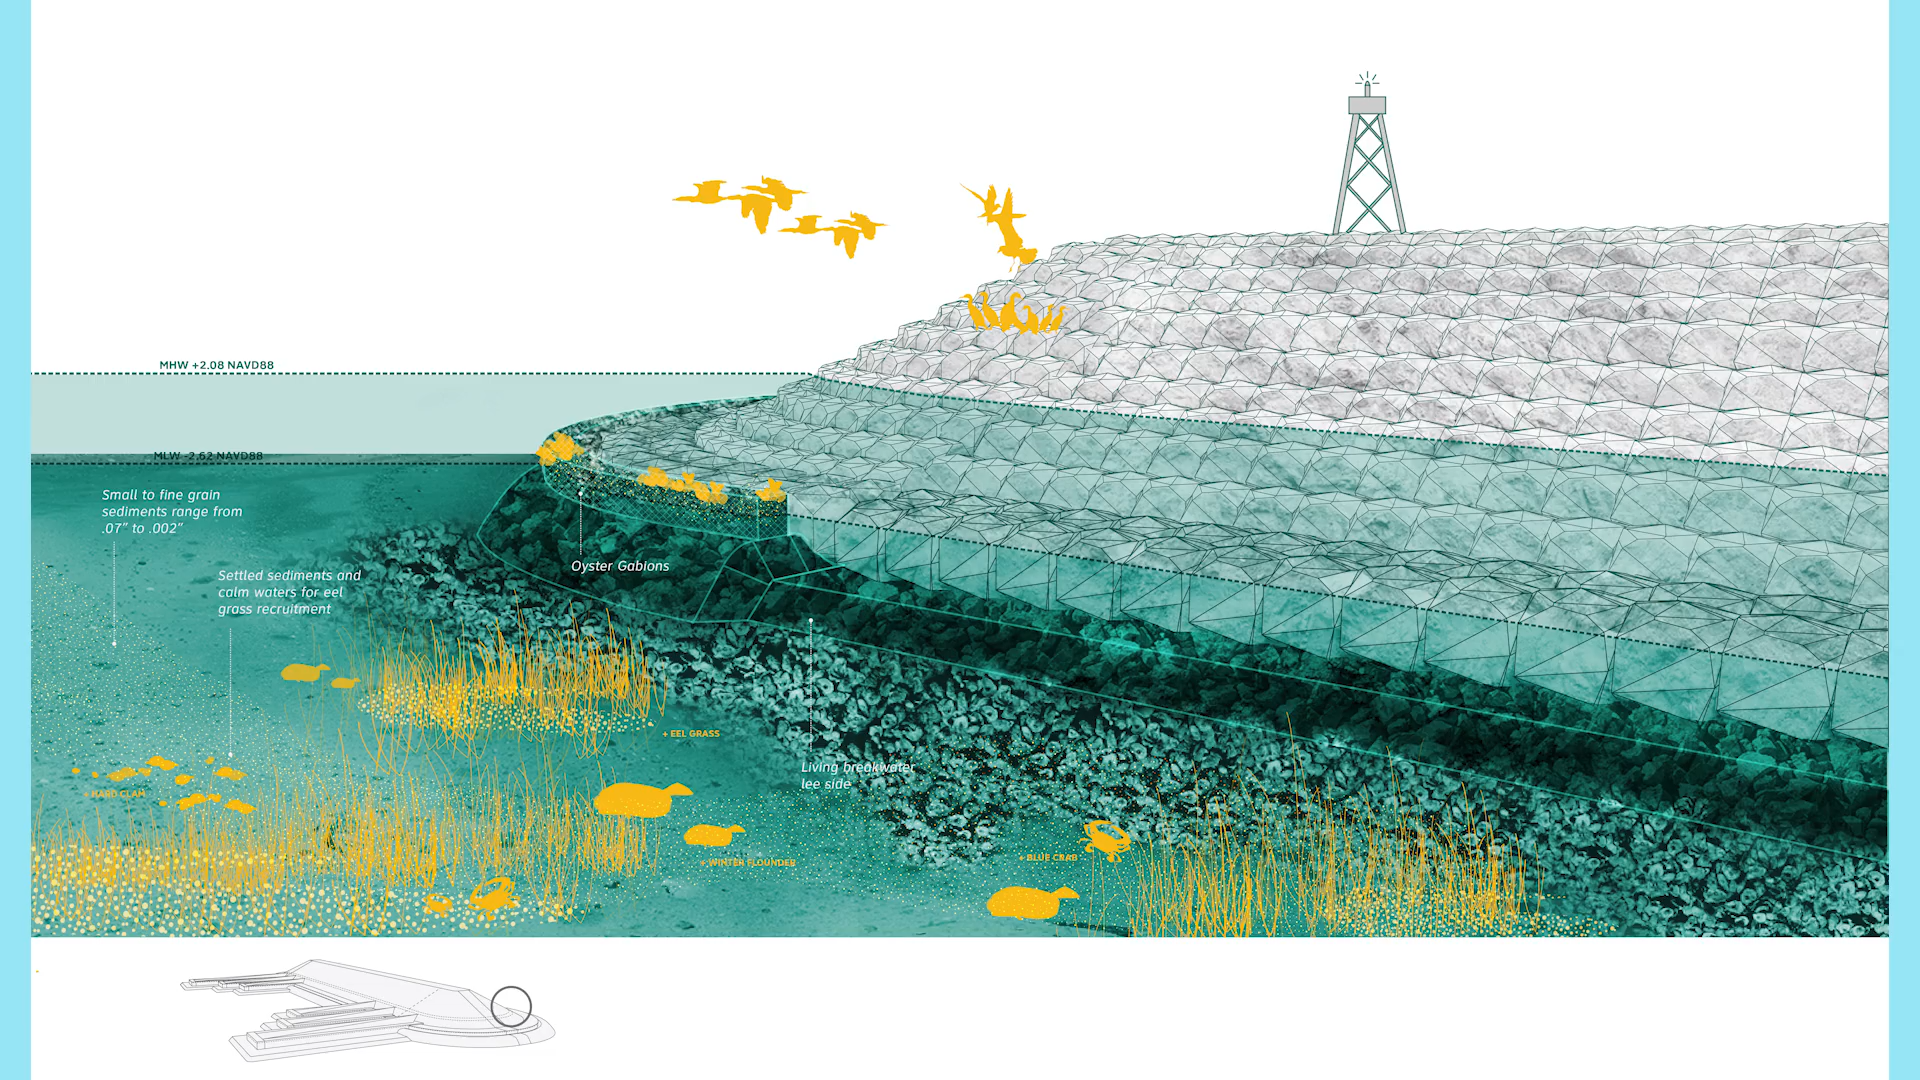 MHW +2.08 NAVD88
MLW -2.62 NAVD88
Small to fine grain
sediments range from
.07" to .002"
Settled sediments and
calm waters for eel
grass recruitment
Oyster Gabions
+ EEL GRASS
Living breakwater
lee side
+ HARD CLAM
+ WINTER FLOUNDER
+ BLUE CRAB